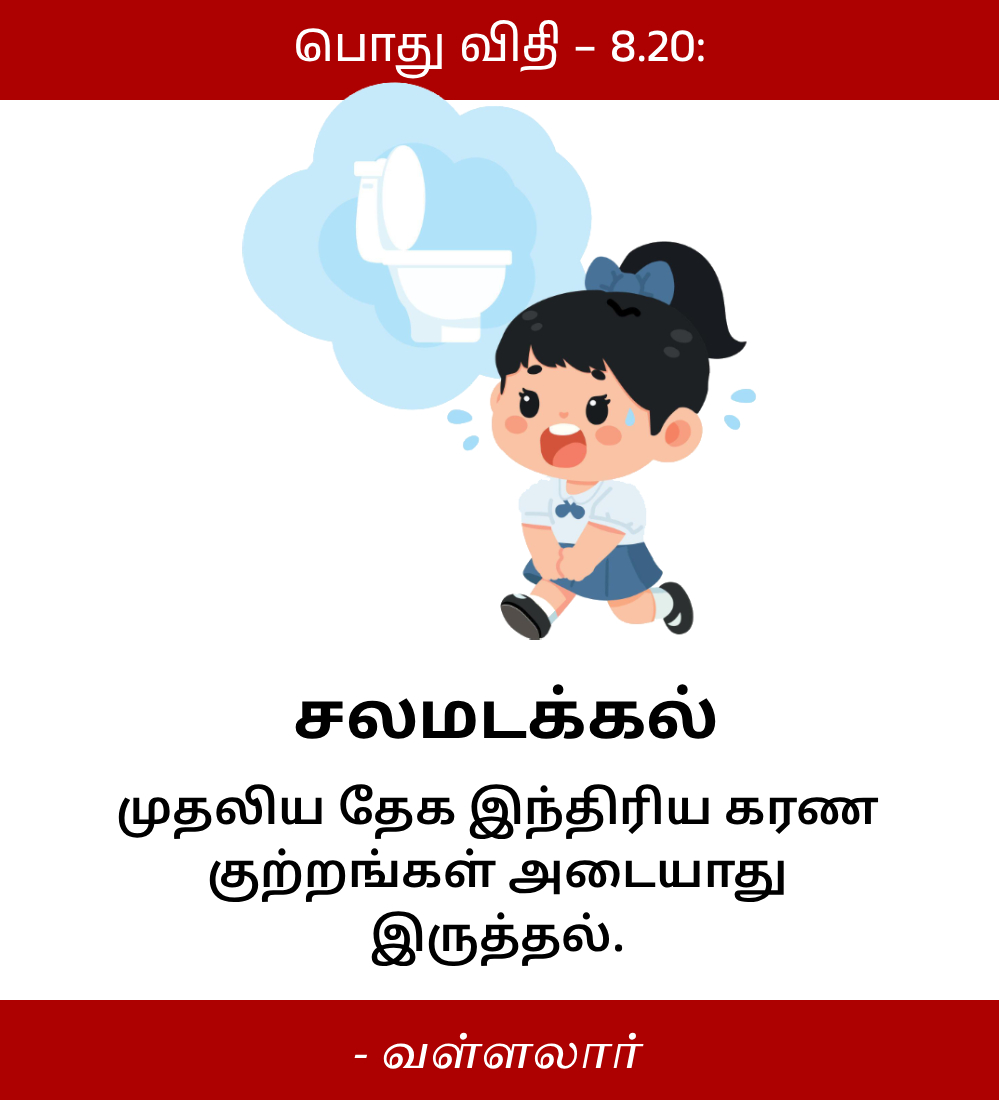 பொது விதி – 8.20:
சலமடக்கல்
முதலிய தேக இந்திரிய கரண
குற்றங்கள் அடையாது
இருத்தல்.
- வள்ளலார்